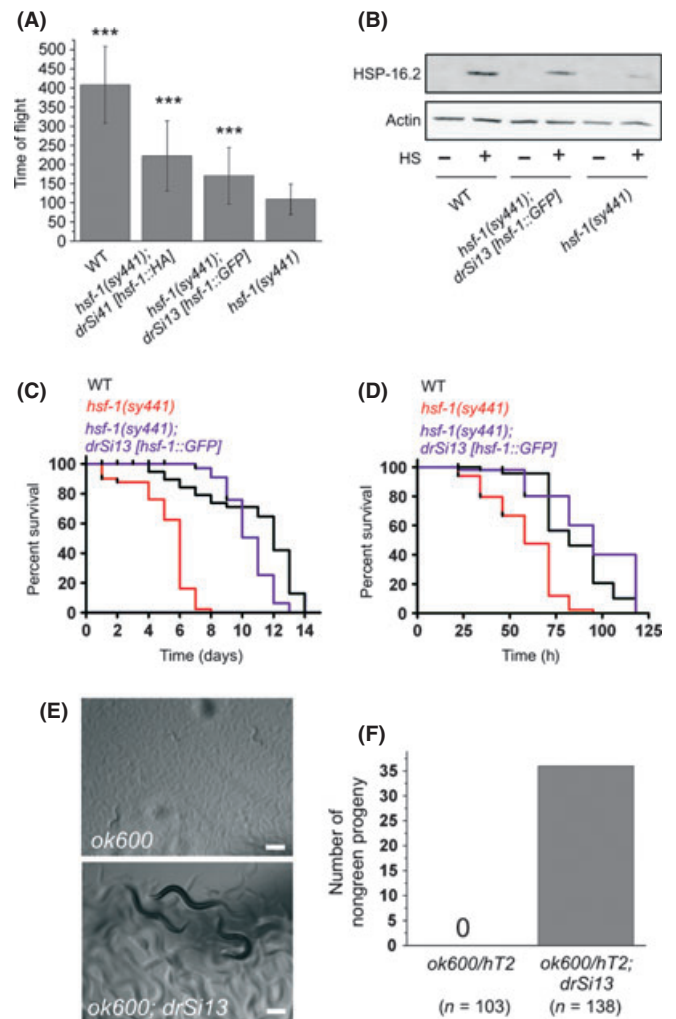 (A)
***
***
***
500
450
400
350
300
250
200
150
100
50
0
Time of flight
WT
hsf-1(sy441);
drSi41 [hsf-1::HA]
hsf-1(sy441);
drSi13 [hsf-1::GFP]
hsf-1(sy441)
(B)
HSP-16.2
Actin
HS
– + – + – +
WT
hsf-1(sy441);
drSi13 [hsf-1::GFP]
hsf-1(sy441)
(C)
WT
hsf-1(sy441)
hsf-1(sy441);
drSi13 [hsf-1::GFP]
100
80
60
40
20
0
Percent survival
0 2 4 6 8 10 12 14
Time (days)
(D)
WT
hsf-1(sy441)
hsf-1(sy441);
drSi13 [hsf-1::GFP]
100
80
60
40
20
0
Percent survival
0 25 50 75 100 125
Time (h)
(E)
ok600
ok600; drSi13
(F)
35
30
25
20
15
10
5
0
Number of
nongreen progeny
0
ok600/hT2 ok600/hT2;
drSi13
(n = 103) (n = 138)